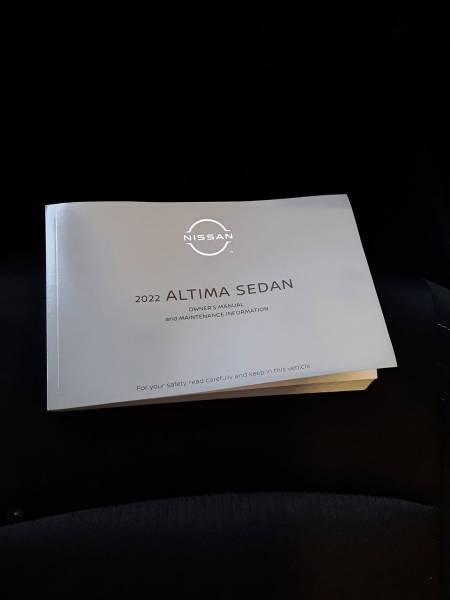 NISSAN
2022 ALTIMA SEDAN
OWNER'S MANUAL
and MAINTENANCE INFORMATION
For your safety read carefully and keep in this vehicle